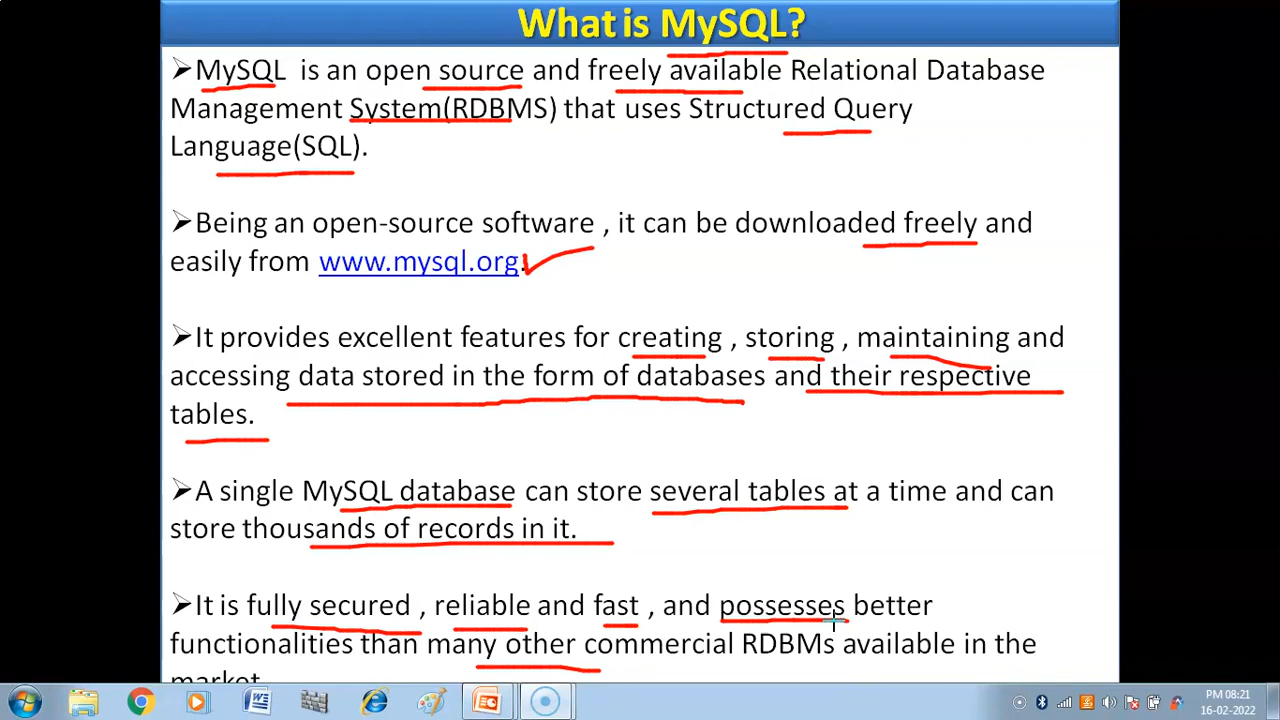 What is MySQL?
➢MySQL is an open source and freely available Relational Database
Management System(RDBMS) that uses Structured Query
Language(SQL).
➢Being an open-source software , it can be downloaded freely and
easily from www.mysql.org.
➢It provides excellent features for creating , storing , maintaining and
accessing data stored in the form of databases and their respective
tables.
➢A single MySQL database can store several tables at a time and can
store thousands of records in it.
➢It is fully secured , reliable and fast , and possesses better
functionalities than many other commercial RDBMs available in the
market.
PM 08:21
16-02-2022